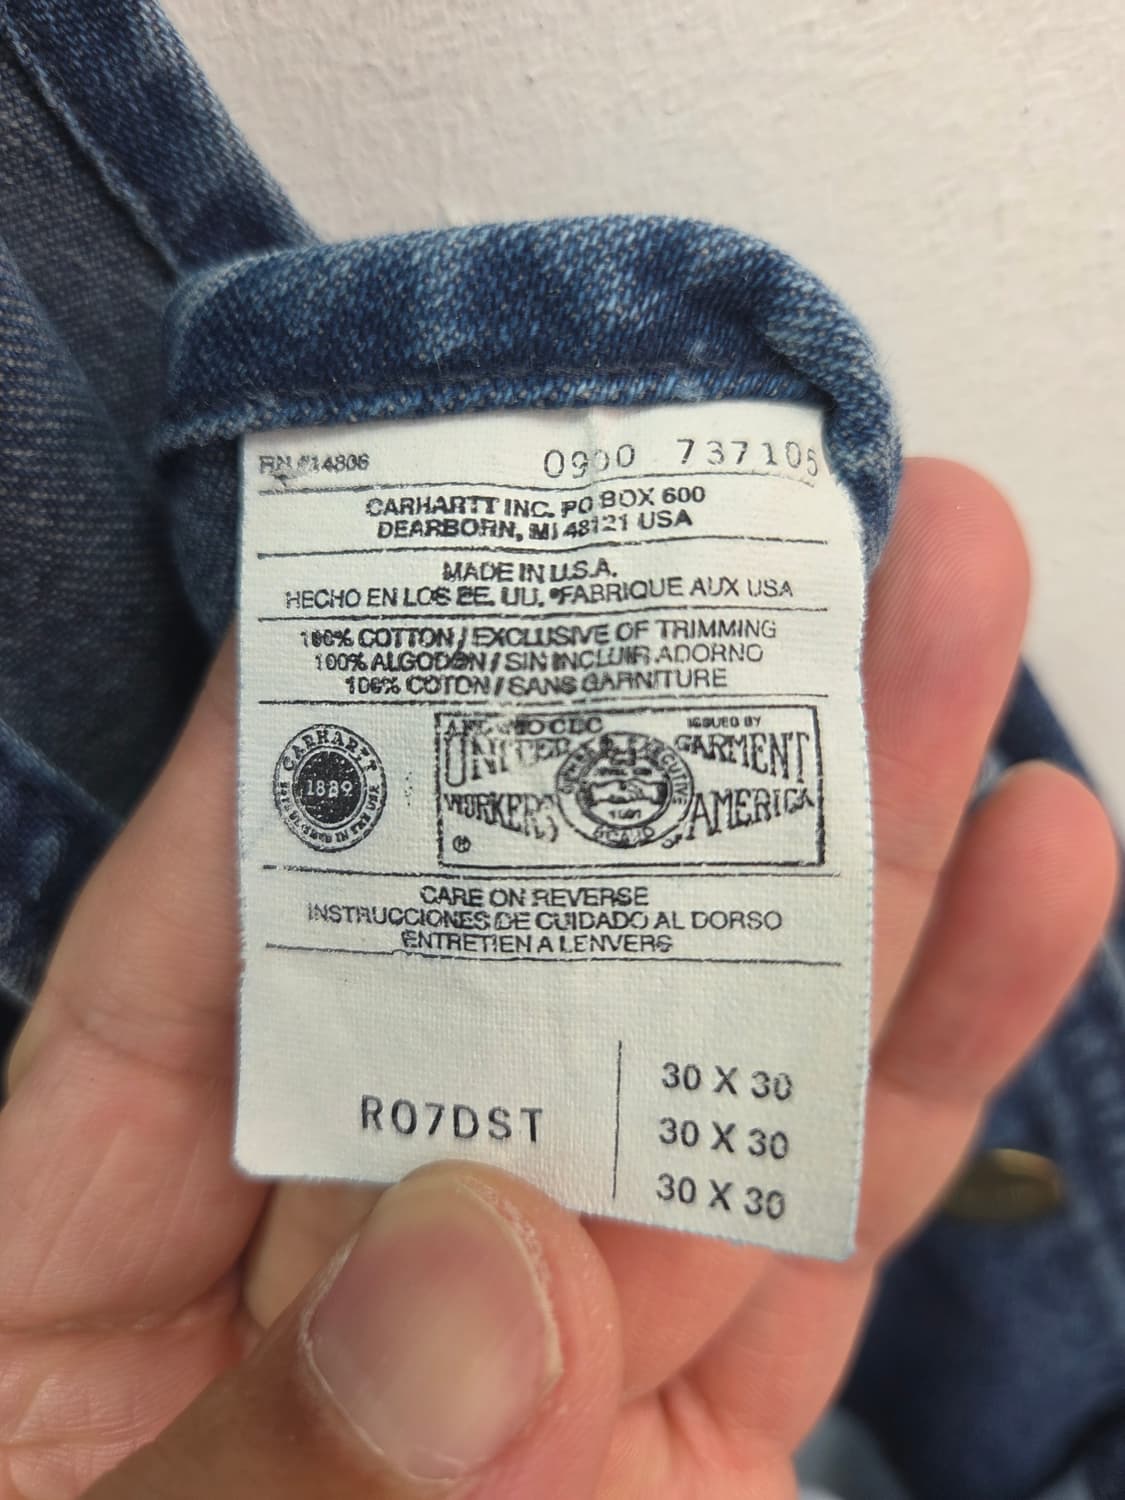 RN #14806 0900 737105
CARHARTT INC. PO BOX 600
DEARBORN, MI 48121 USA
MADE IN U.S.A.
HECHO EN LOS EE. UU. • FABRIQUE AUX USA
100% COTTON / EXCLUSIVE OF TRIMMING
100% ALGODON / SIN INCLUIR ADORNO
100% COTON / SANS GARNITURE
CARHARTT
1889
ISSUED BY
UNITED GARMENT
WORKERS AMERICA
CARE ON REVERSE
INSTRUCCIONES DE CUIDADO AL DORSO
ENTRETIEN A LENVERS
R07DST
30 X 30
30 X 30
30 X 30